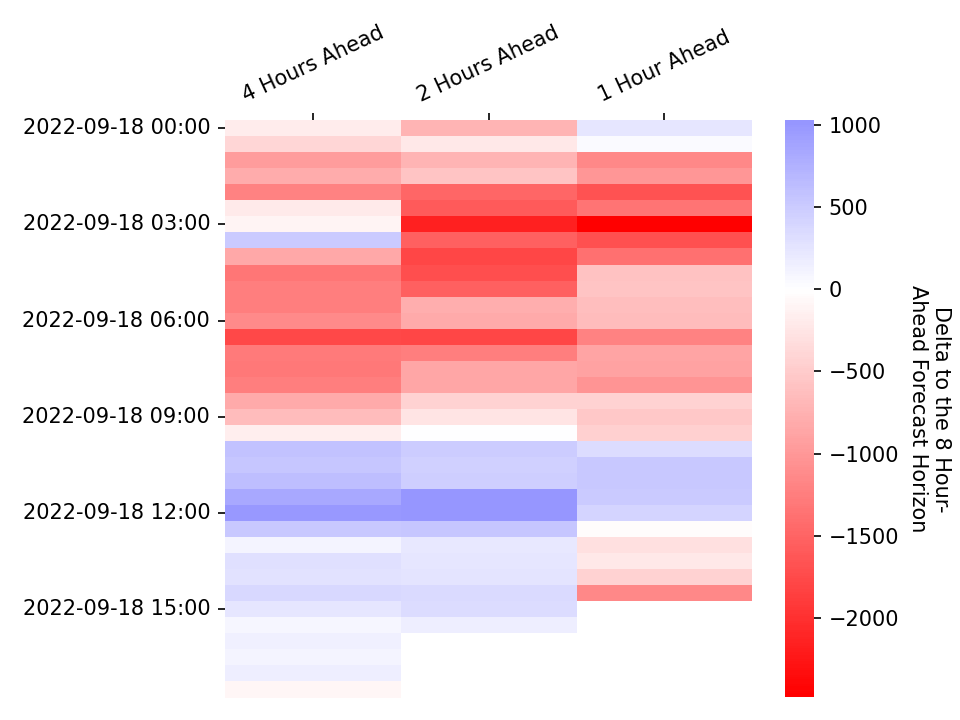 4 Hours Ahead
2 Hours Ahead
1 Hour Ahead
2022-09-18 00:00
2022-09-18 03:00
2022-09-18 06:00
2022-09-18 09:00
2022-09-18 12:00
2022-09-18 15:00
1000
500
0
−500
−1000
−1500
−2000
Delta to the 8 Hour-
Ahead Forecast Horizon